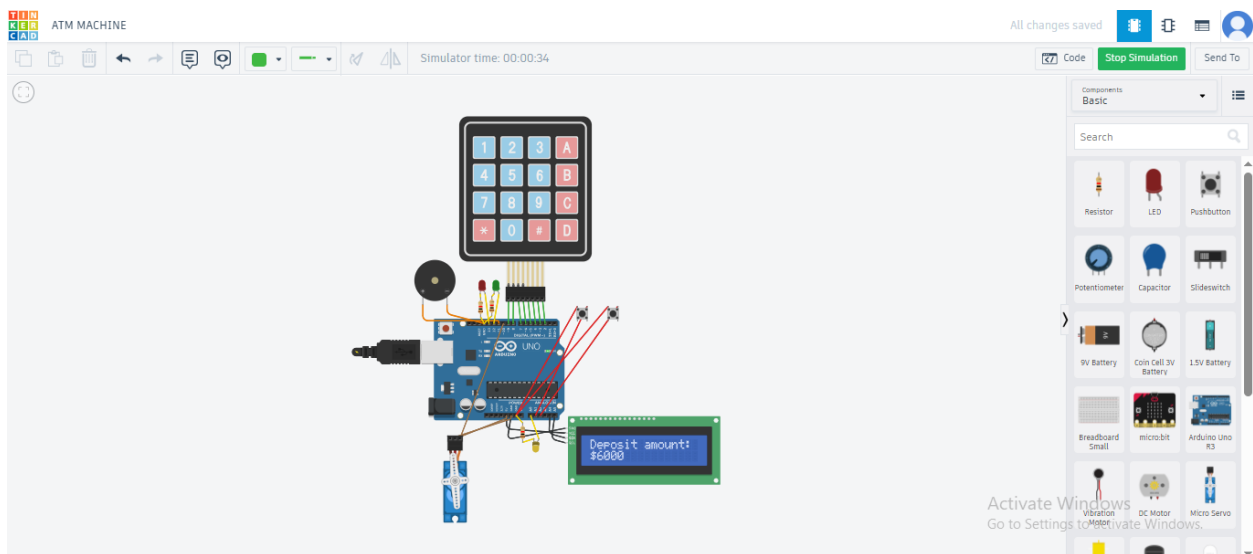 TIN
KER
CAD
ATM MACHINE
All changes saved
Simulator time: 00:00:34
Code
Stop Simulation
Send To
Components
Basic
Search
1 2 3 A
4 5 6 B
7 8 9 C
* 0 # D
UNO
ARDUINO
Deposit amount:
$6000
Resistor
LED
Pushbutton
Potentiometer
Capacitor
Slideswitch
9V Battery
Coin Cell 3V
Battery
1.5V Battery
Breadboard
Small
micro:bit
Arduino Uno
R3
Vibration
Motor
DC Motor
Micro Servo
Activate Windows
Go to Settings to activate Windows.